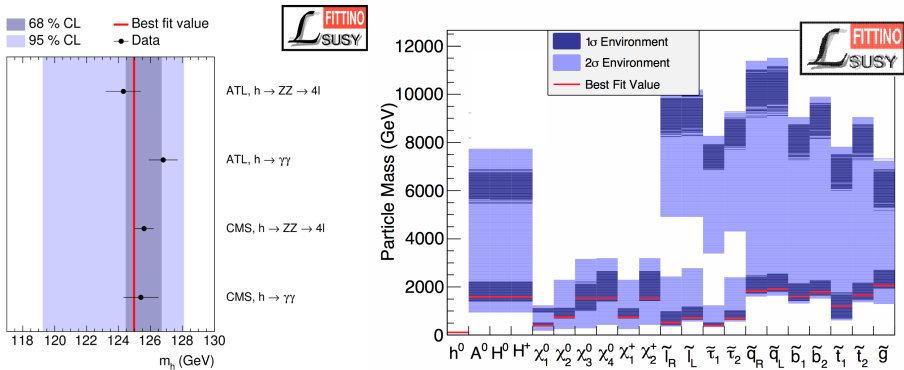 68 % CL
95 % CL
Best fit value
Data
L FITTINO
SUSY
ATL, h → ZZ → 4l
ATL, h → γγ
CMS, h → ZZ → 4l
CMS, h → γγ
118 120 122 124 126 128 130
m_h (GeV)
1σ Environment
2σ Environment
Best Fit Value
L FITTINO
SUSY
Particle Mass (GeV)
12000
10000
8000
6000
4000
2000
0
h⁰ A⁰ H⁰ H⁺ χ̃₁⁰ χ̃₂⁰ χ̃₃⁰ χ̃₄⁰ χ̃₁⁺ χ̃₂⁺ l̃_R l̃_L τ̃₁ τ̃₂ q̃_R q̃_L b̃₁ b̃₂ t̃₁ t̃₂ g̃